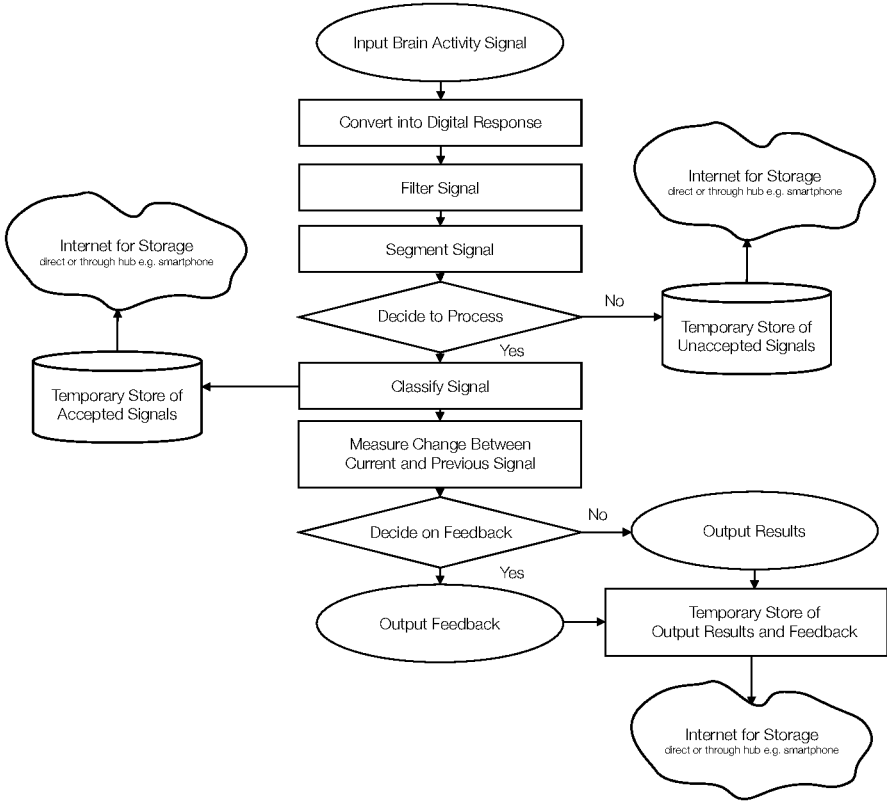 Input Brain Activity Signal
Convert into Digital Response
Filter Signal
Internet for Storage
direct or through hub e.g. smartphone
Segment Signal
Internet for Storage
direct or through hub e.g. smartphone
Decide to Process
No
Temporary Store of
Unaccepted Signals
Yes
Classify Signal
Temporary Store of
Accepted Signals
Measure Change Between
Current and Previous Signal
Decide on Feedback
No
Output Results
Yes
Output Feedback
Temporary Store of
Output Results and Feedback
Internet for Storage
direct or through hub e.g. smartphone